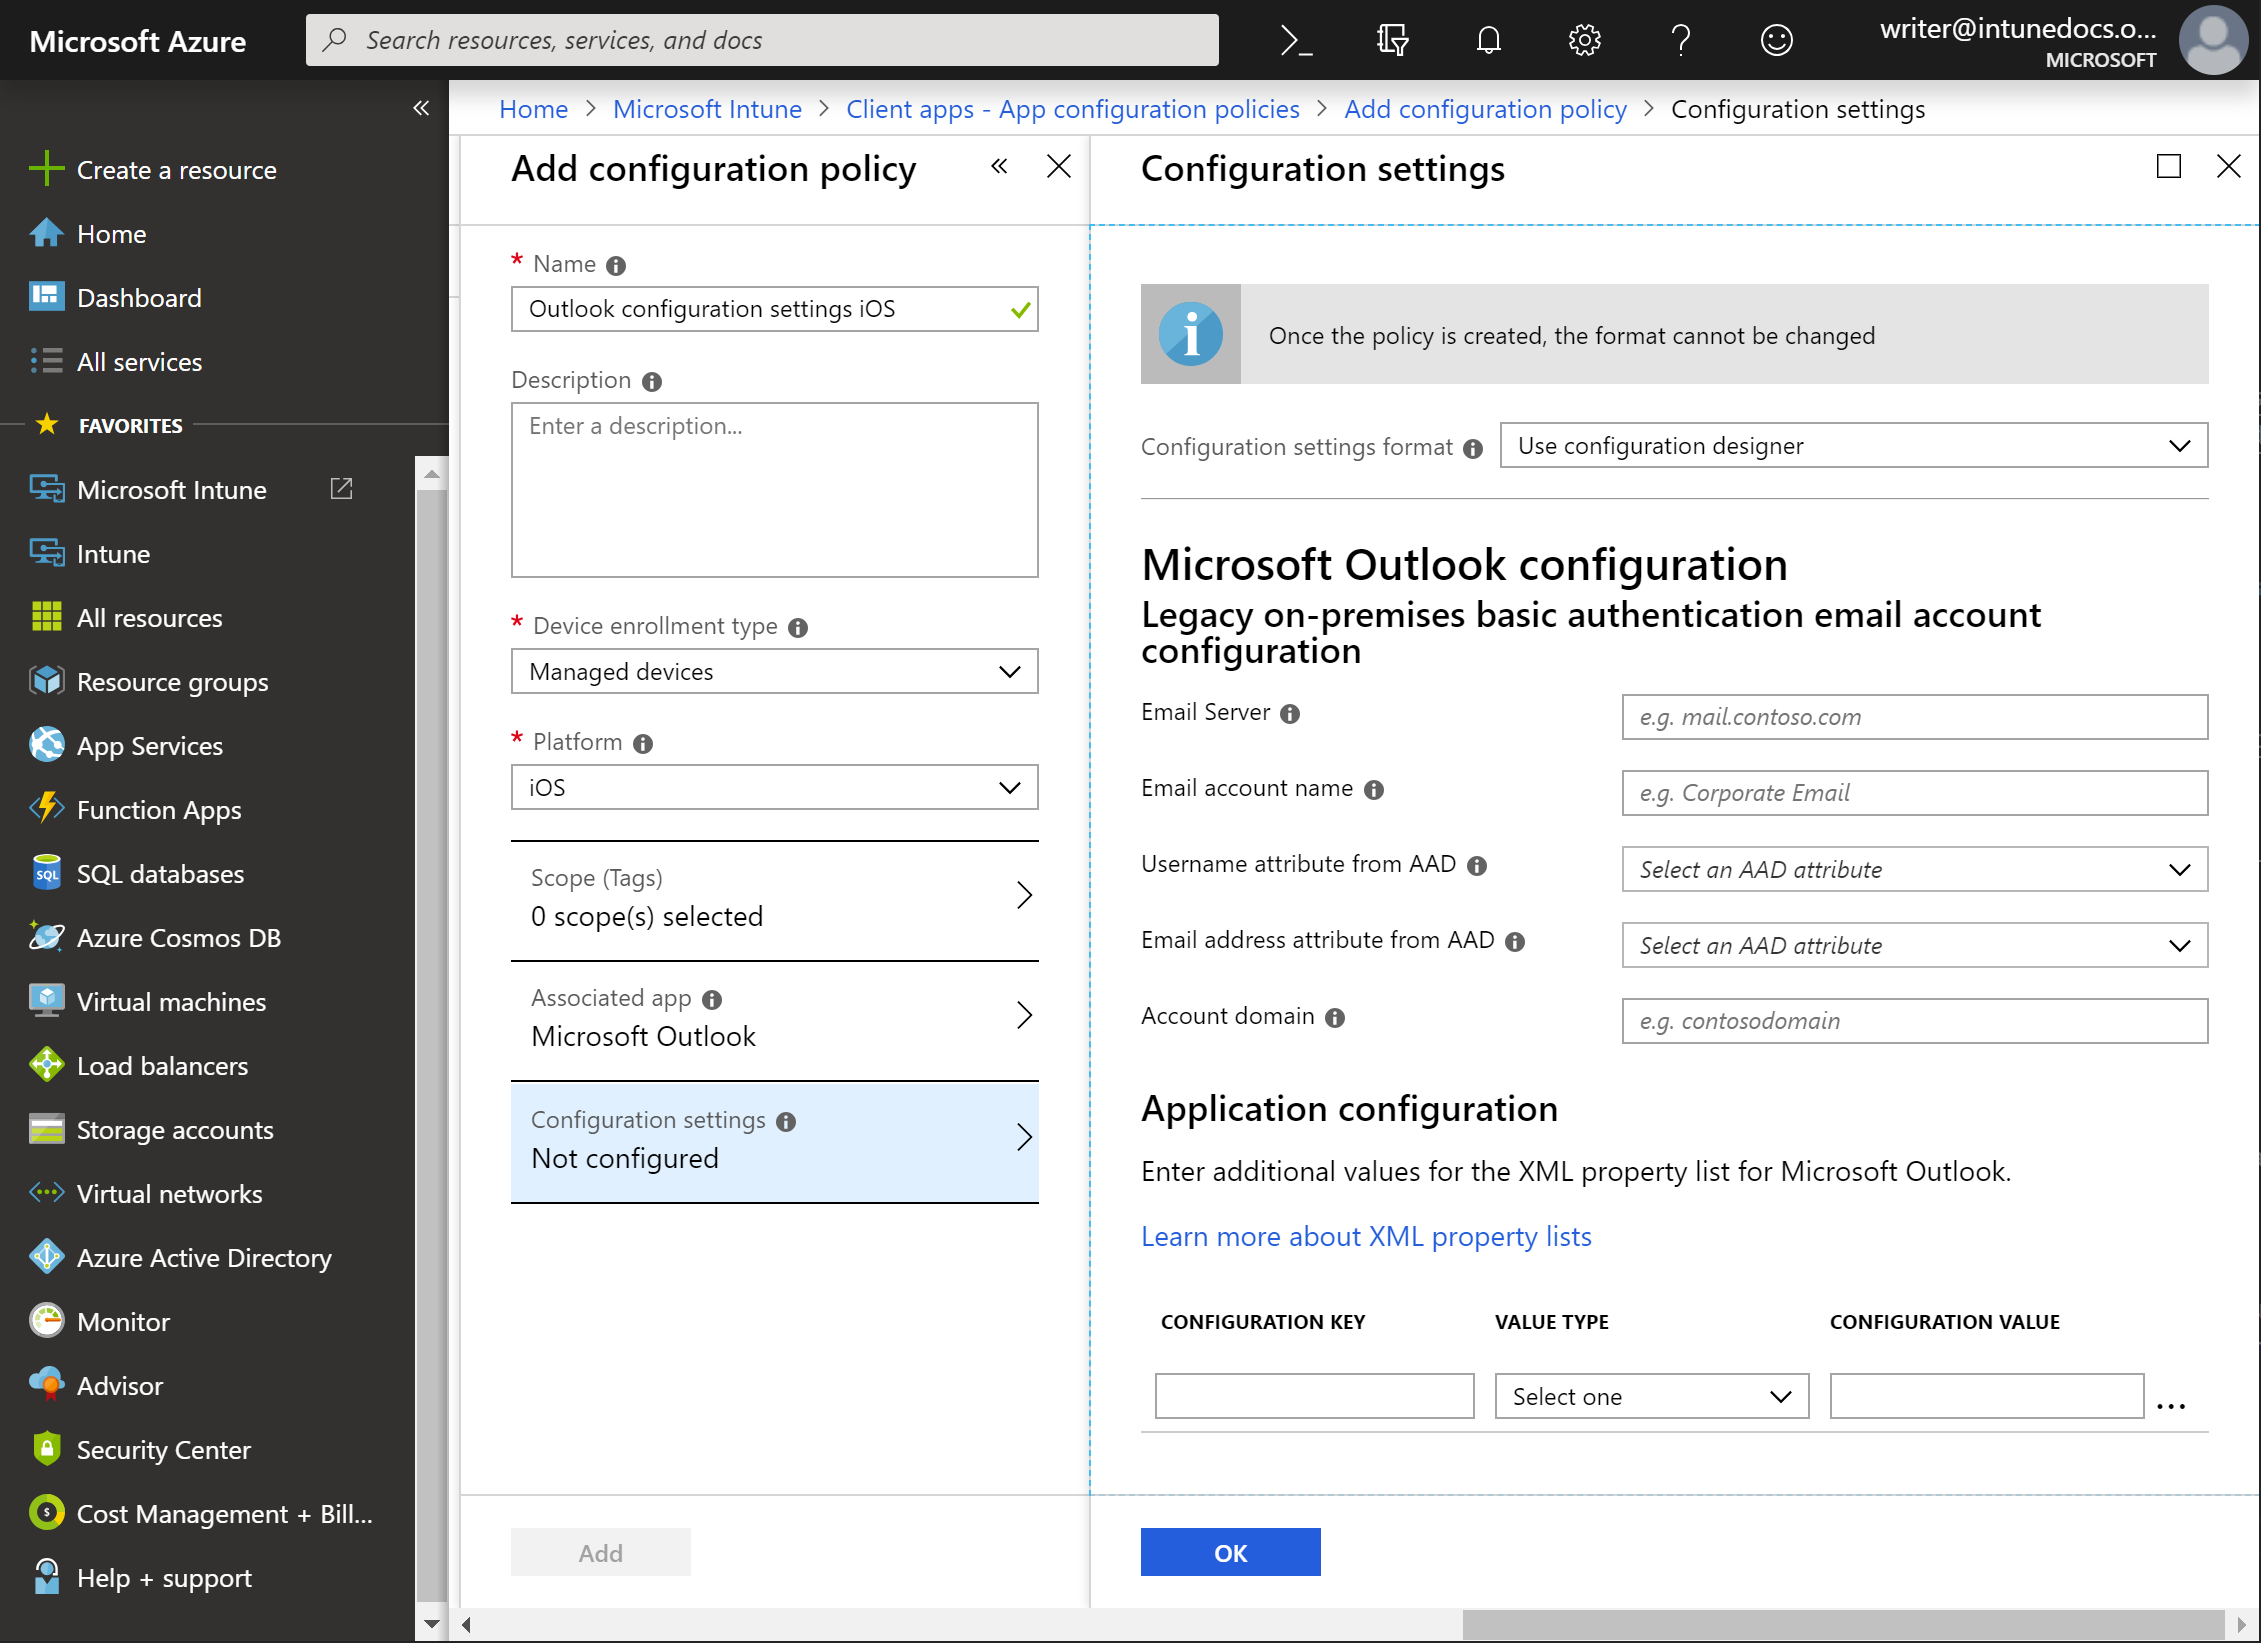 Microsoft Azure
Search resources, services, and docs
writer@intunedocs.o...
MICROSOFT
Home > Microsoft Intune > Client apps - App configuration policies > Add configuration policy > Configuration settings
Create a resource
Home
Dashboard
All services
FAVORITES
Microsoft Intune
Intune
All resources
Resource groups
App Services
Function Apps
SQL databases
Azure Cosmos DB
Virtual machines
Load balancers
Storage accounts
Virtual networks
Azure Active Directory
Monitor
Advisor
Security Center
Cost Management + Bill...
Help + support
Add configuration policy
* Name
Outlook configuration settings iOS
Description
Enter a description...
* Device enrollment type
Managed devices
* Platform
iOS
Scope (Tags)
0 scope(s) selected
Associated app
Microsoft Outlook
Configuration settings
Not configured
Add
Configuration settings
Once the policy is created, the format cannot be changed
Configuration settings format
Use configuration designer
Microsoft Outlook configuration
Legacy on-premises basic authentication email account
configuration
Email Server
e.g. mail.contoso.com
Email account name
e.g. Corporate Email
Username attribute from AAD
Select an AAD attribute
Email address attribute from AAD
Select an AAD attribute
Account domain
e.g. contosodomain
Application configuration
Enter additional values for the XML property list for Microsoft Outlook.
Learn more about XML property lists
CONFIGURATION KEY VALUE TYPE CONFIGURATION VALUE
Select one
...
OK